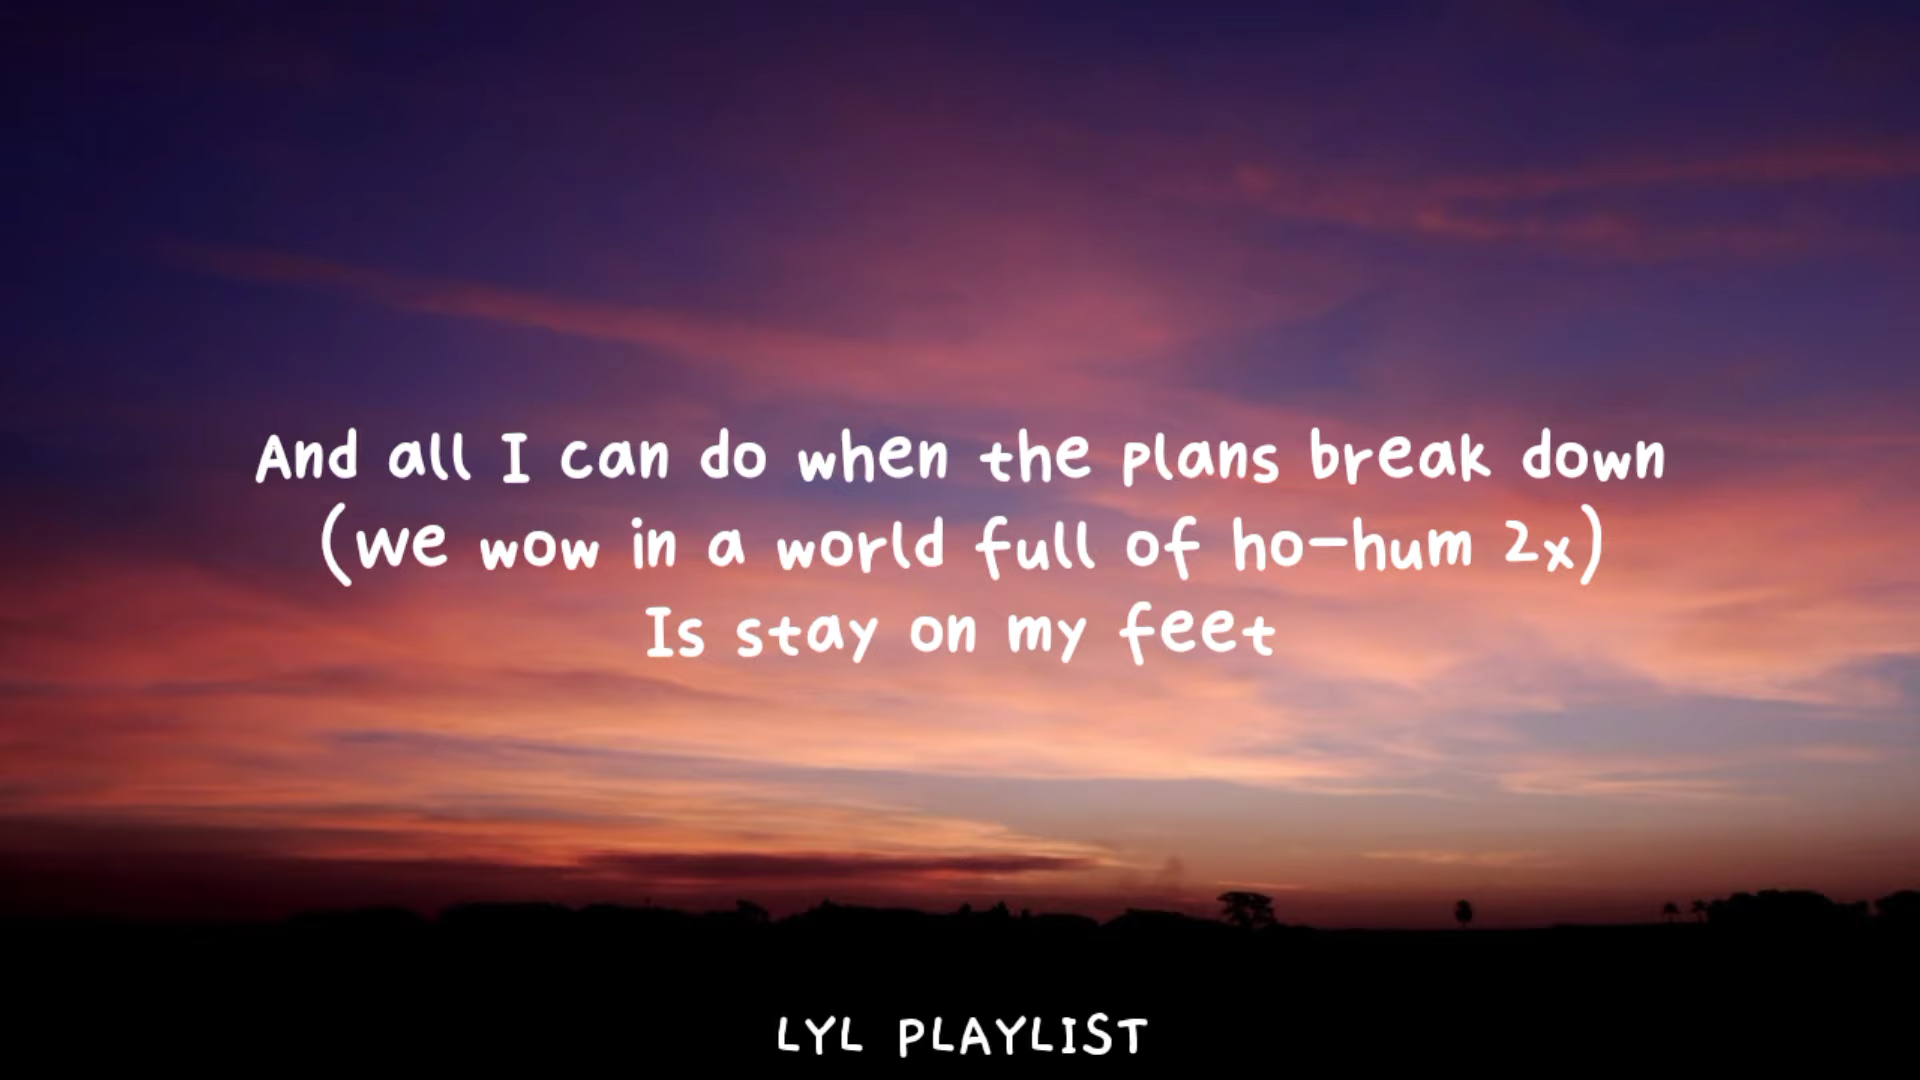 And all I can do when the plans break down
(we wow in a world full of ho-hum 2x)
Is stay on my feet
LYL PLAYLIST